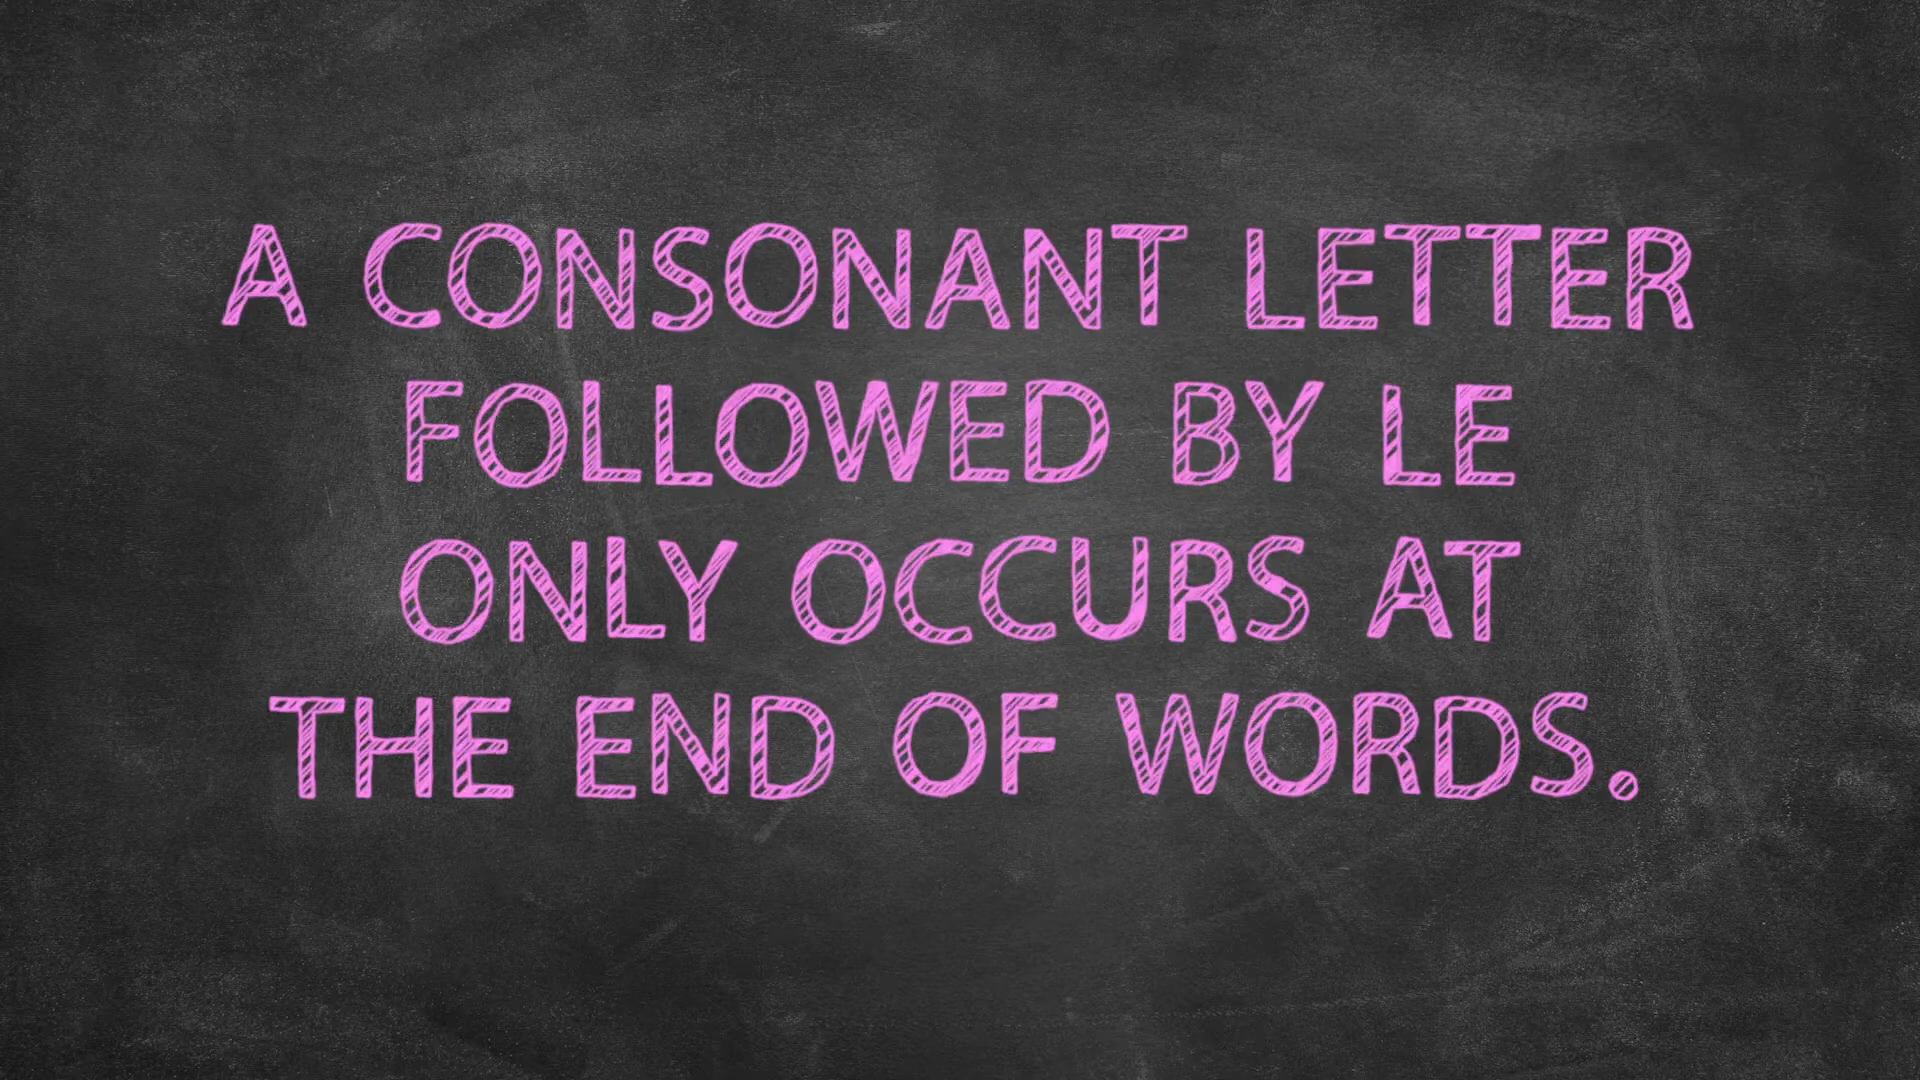 A CONSONANT LETTER
FOLLOWED BY LE
ONLY OCCURS AT
THE END OF WORDS.